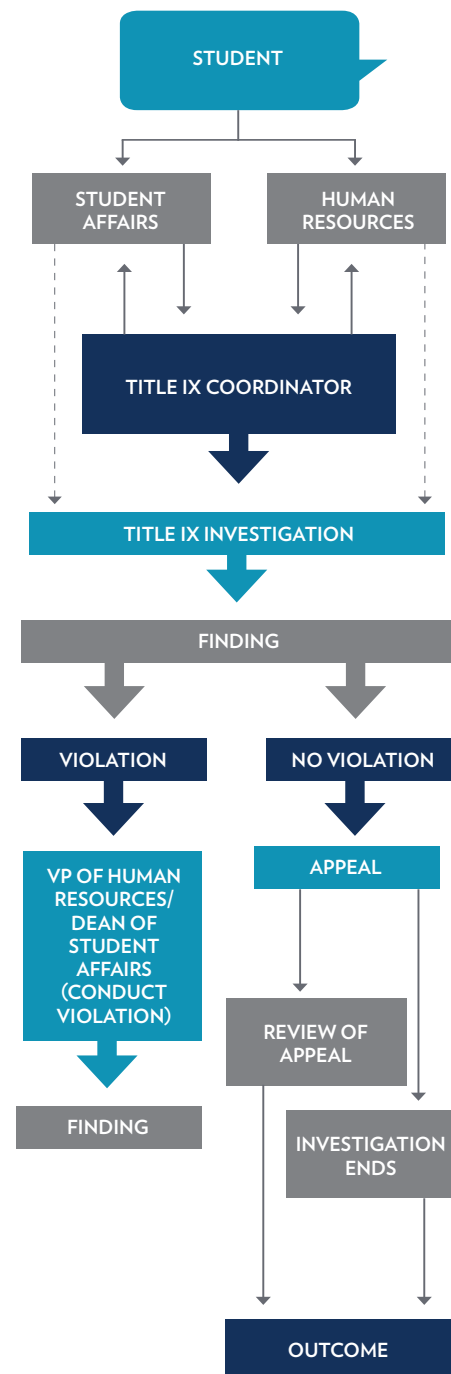 STUDENT
STUDENT
AFFAIRS
HUMAN
RESOURCES
TITLE IX COORDINATOR
TITLE IX INVESTIGATION
FINDING
VIOLATION
NO VIOLATION
VP OF HUMAN
RESOURCES/
DEAN OF
STUDENT
AFFAIRS
(CONDUCT
VIOLATION)
FINDING
APPEAL
REVIEW OF
APPEAL
INVESTIGATION
ENDS
OUTCOME